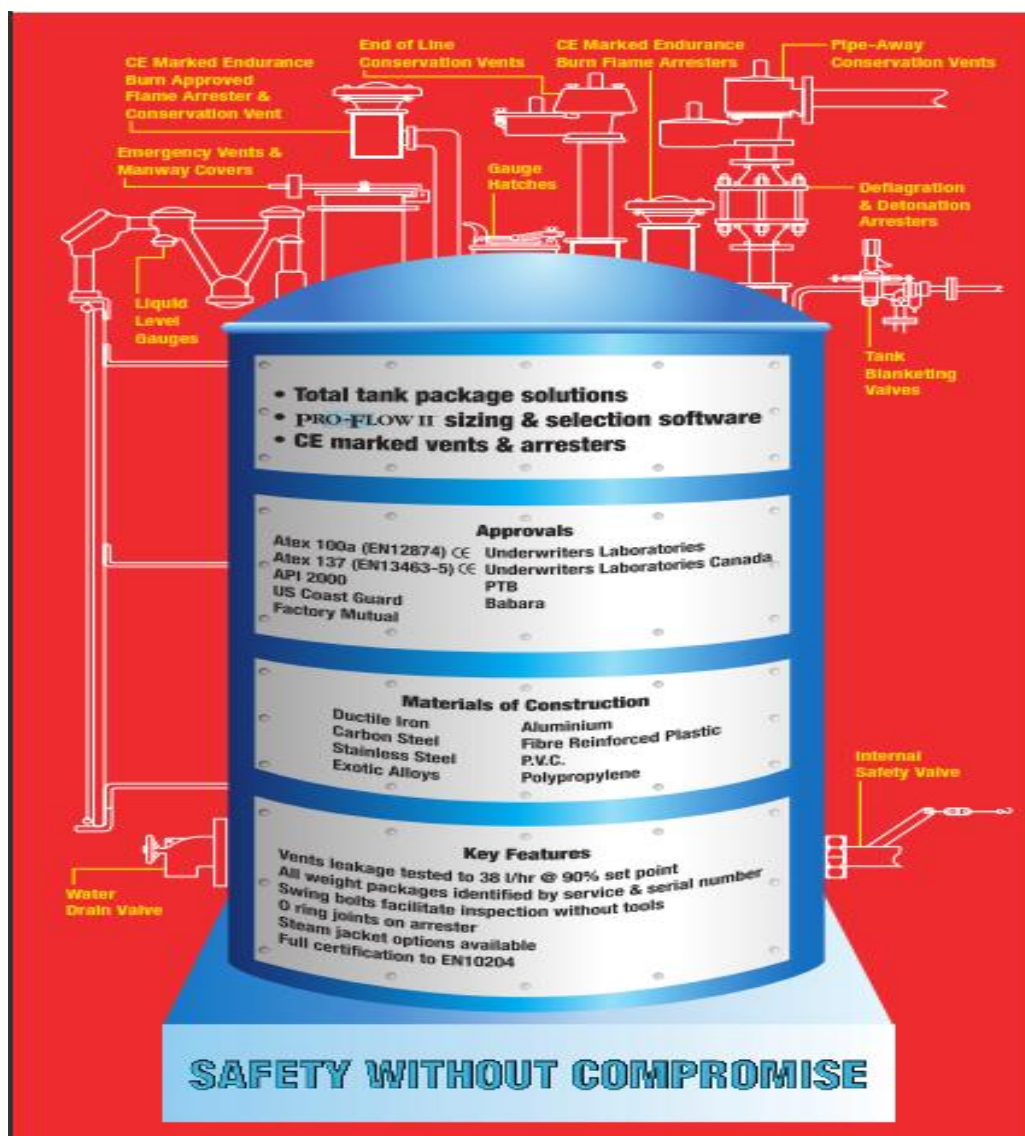 CE Marked Endurance
Burn Approved
Flame Arrester &
Conservation Vent
End of Line
Conservation Vents
CE Marked Endurance
Burn Flame Arresters
Pipe-Away
Conservation Vents
Emergency Vents &
Manway Covers
Gauge
Hatches
Deflagration
& Detonation
Arresters
Liquid
Level
Gauges
Tank
Blanketing
Valves
• Total tank package solutions
• PRO-FLOW II sizing & selection software
• CE marked vents & arresters
Approvals
Atex 100a (EN12874) CE
Atex 137 (EN13463-5) CE
API 2000
US Coast Guard
Factory Mutual
Underwriters Laboratories
Underwriters Laboratories Canada
PTB
Babara
Materials of Construction
Ductile Iron
Carbon Steel
Stainless Steel
Exotic Alloys
Aluminium
Fibre Reinforced Plastic
P.V.C.
Polypropylene
Internal
Safety Valve
Key Features
Vents leakage tested to 38 l/hr @ 90% set point
All weight packages identified by service & serial number
Swing bolts facilitate inspection without tools
O ring joints on arrester
Steam jacket options available
Full certification to EN10204
Water
Drain Valve
SAFETY WITHOUT COMPROMISE